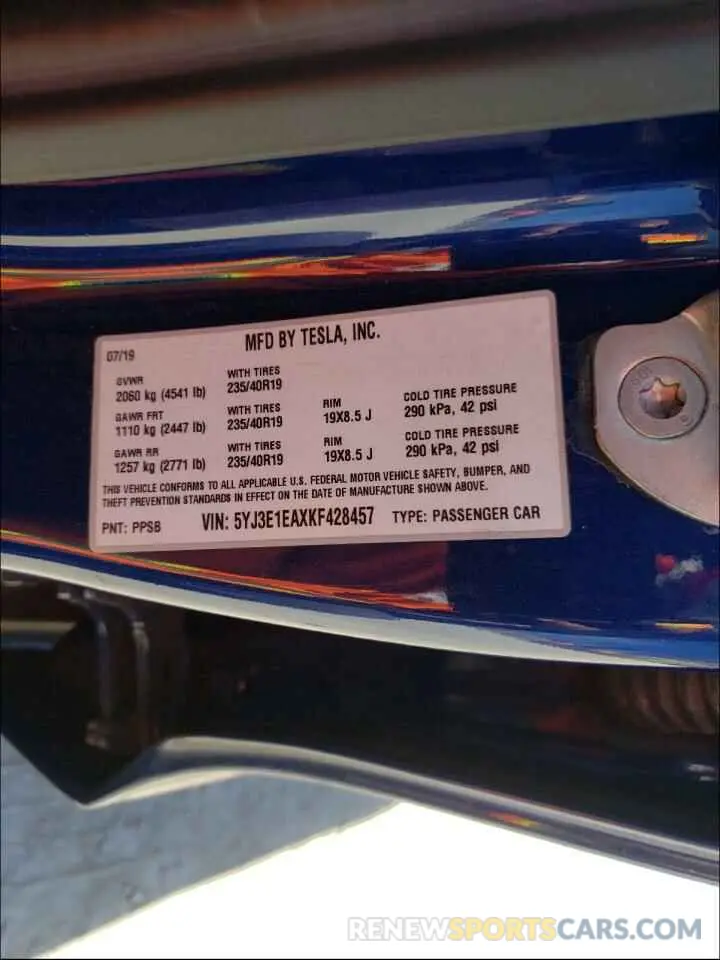 MFD BY TESLA, INC.
07/19
GVWR
2060 kg (4541 lb)
WITH TIRES
235/40R19
GAWR FRT
1110 kg (2447 lb)
WITH TIRES
235/40R19
RIM
19X8.5 J
COLD TIRE PRESSURE
290 kPa, 42 psi
GAWR RR
1257 kg (2771 lb)
WITH TIRES
235/40R19
RIM
19X8.5 J
COLD TIRE PRESSURE
290 kPa, 42 psi
THIS VEHICLE CONFORMS TO ALL APPLICABLE U.S. FEDERAL MOTOR VEHICLE SAFETY, BUMPER, AND
THEFT PREVENTION STANDARDS IN EFFECT ON THE DATE OF MANUFACTURE SHOWN ABOVE.
PNT: PPSB VIN: 5YJ3E1EAXKF428457 TYPE: PASSENGER CAR
RENEWSPORTSCARS.COM